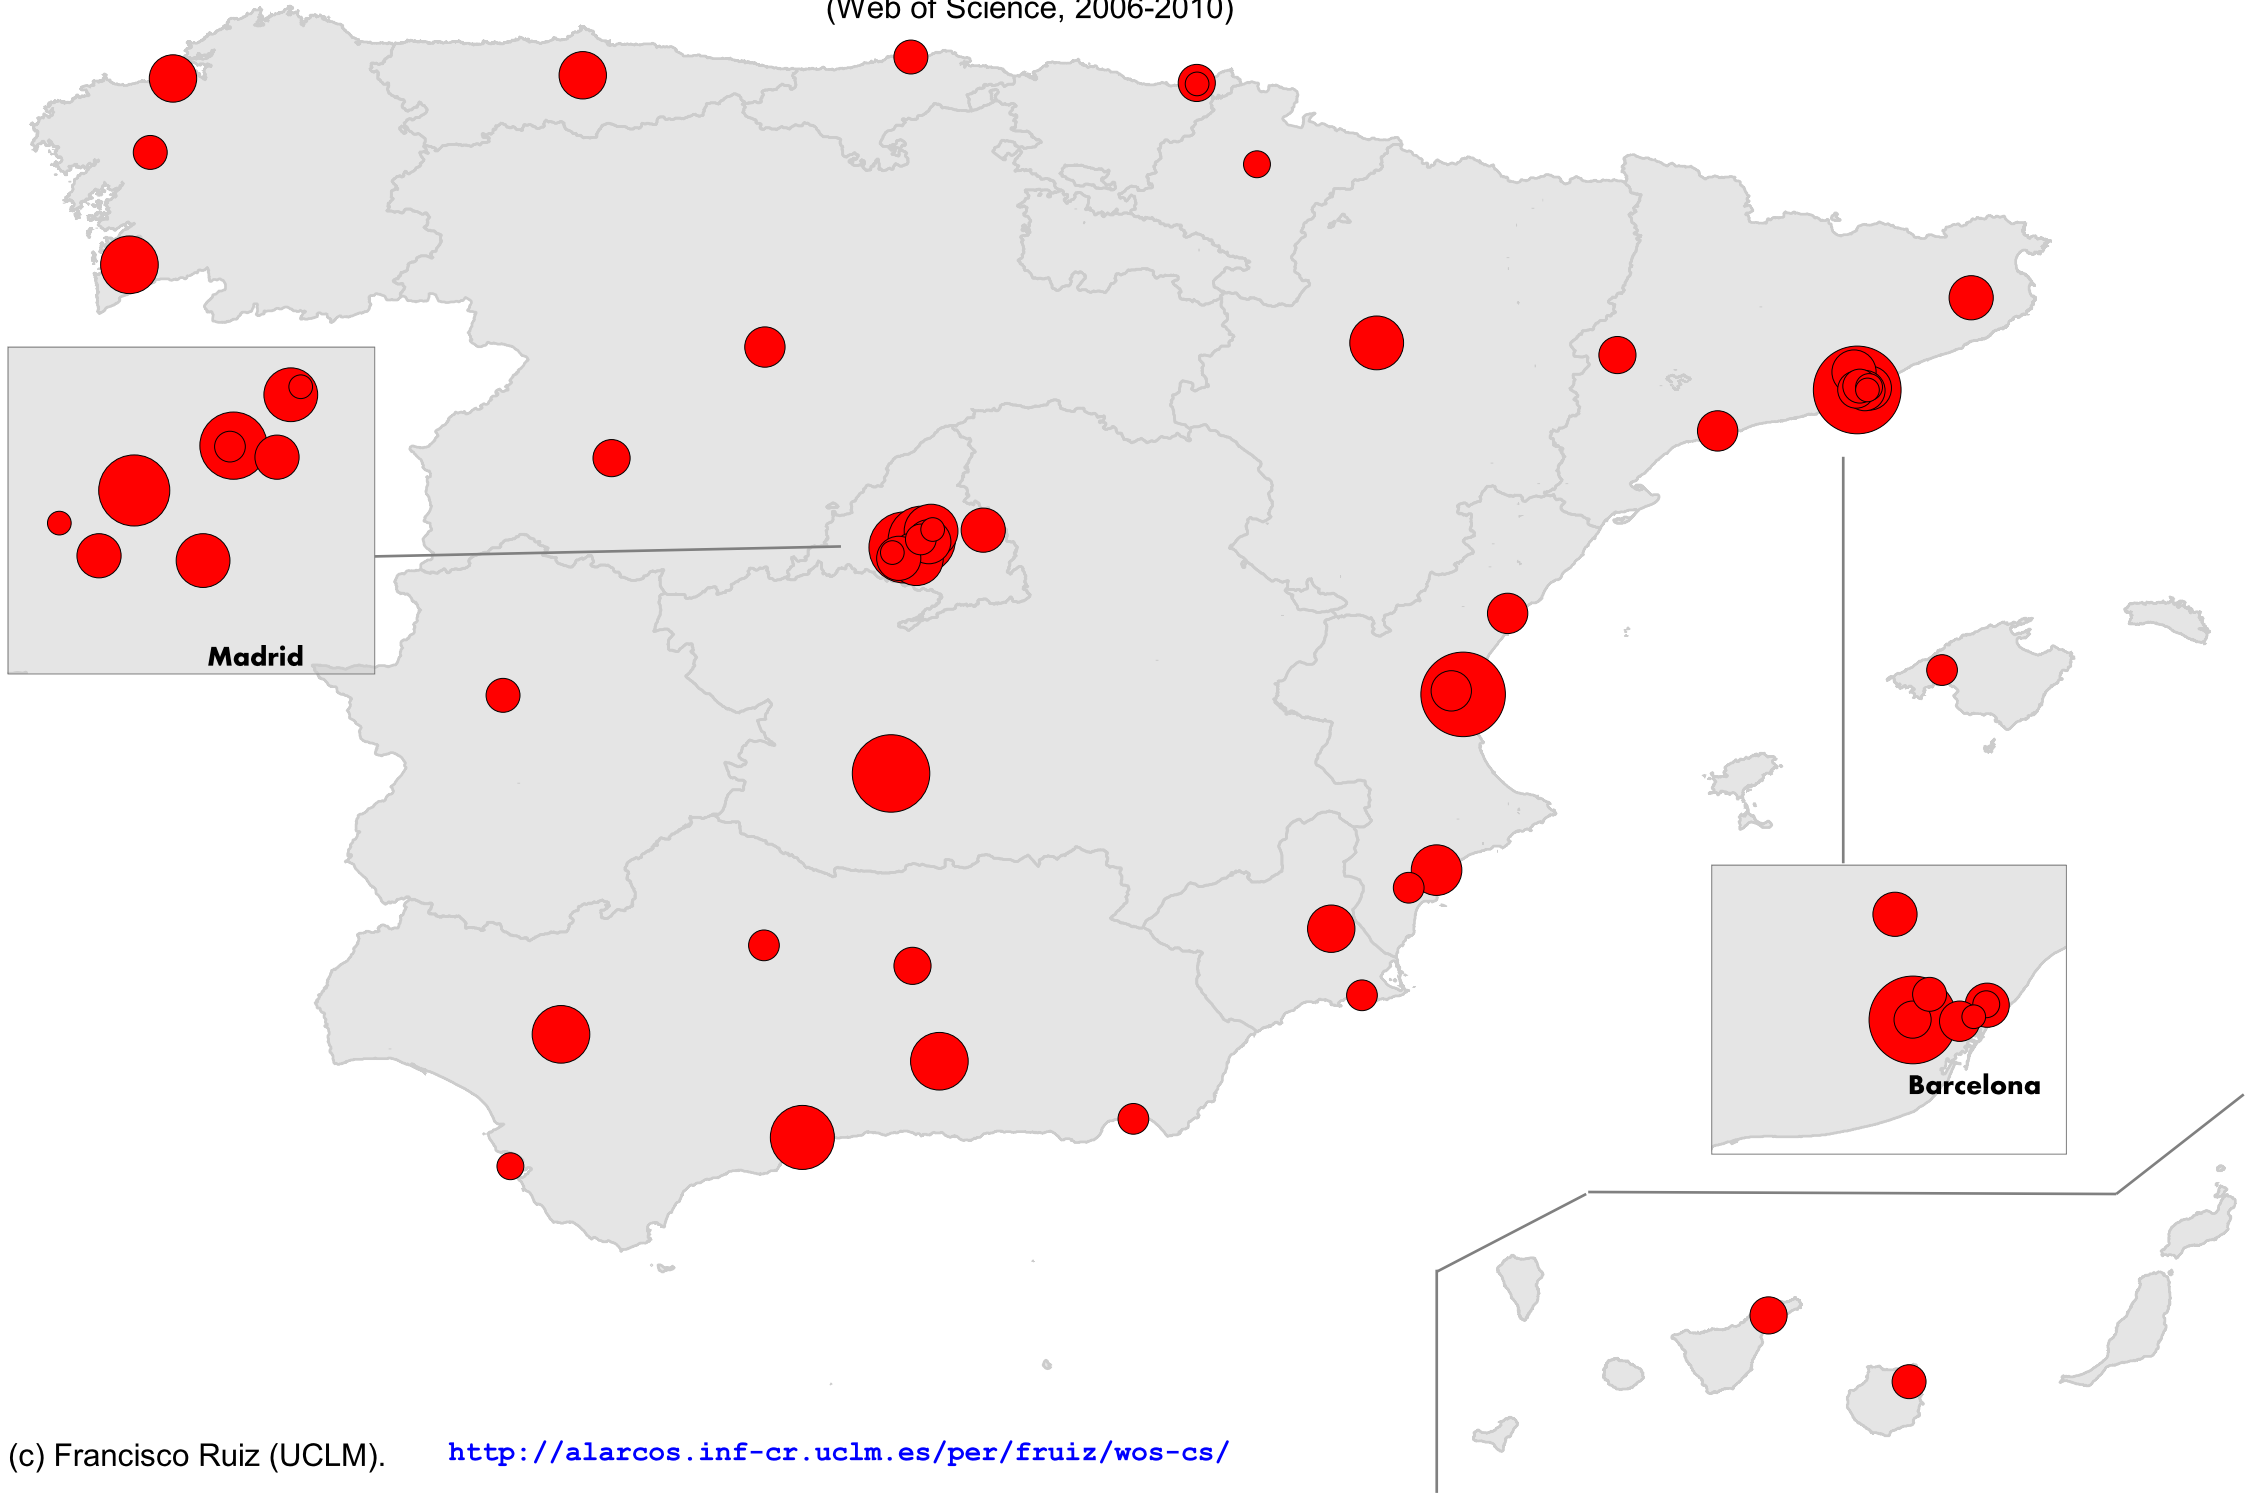 (Web of Science, 2006-2010)
Madrid
Barcelona
(c) Francisco Ruiz (UCLM). http://alarcos.inf-cr.uclm.es/per/fruiz/wos-cs/